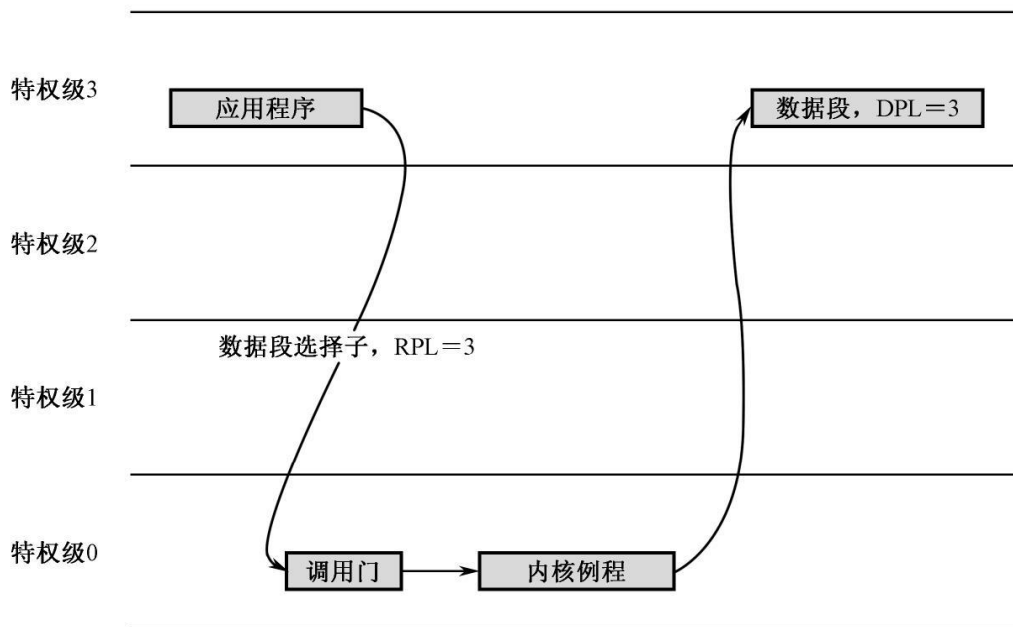 特权级3
应用程序
数据段，DPL＝3
特权级2
数据段选择子，RPL＝3
特权级1
特权级0
调用门
内核例程